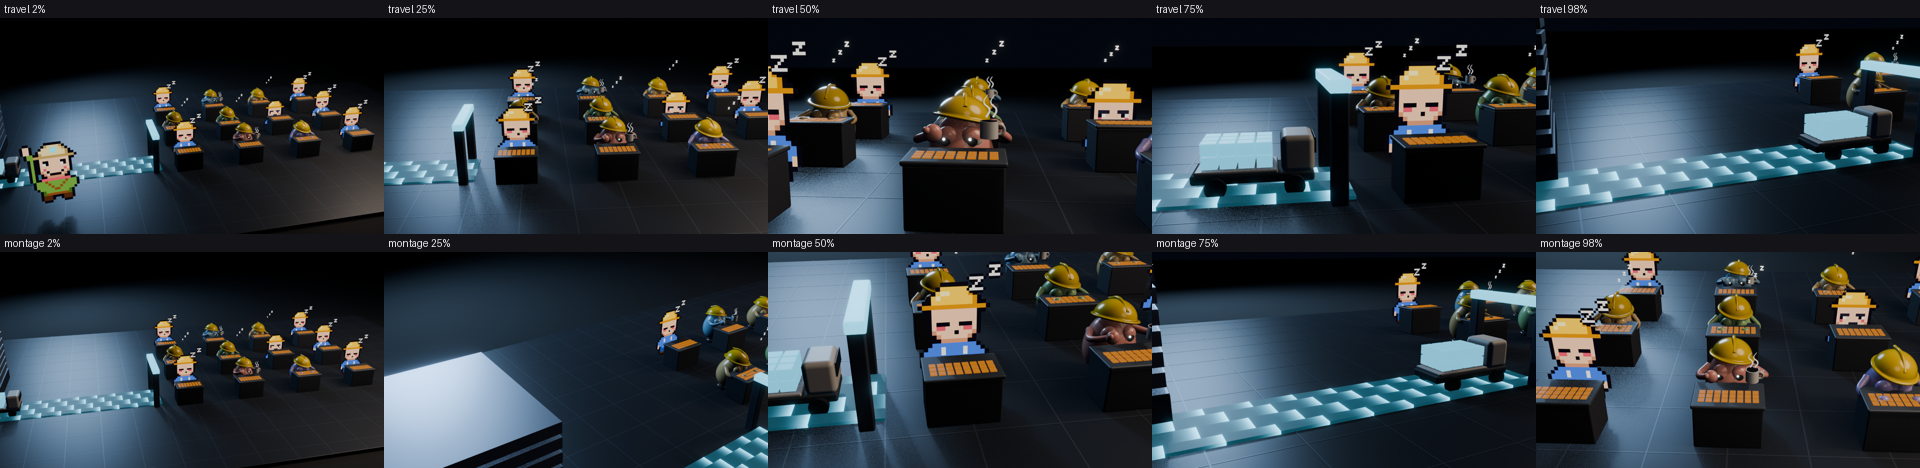 travel 2%
travel 25%
travel 50%
travel 75%
travel 98%
z z
z z
z z
z z
z z
z z
z z
z z
z z
montage 2%
montage 25%
montage 50%
montage 75%
montage 98%
z z
z z
z z
z z